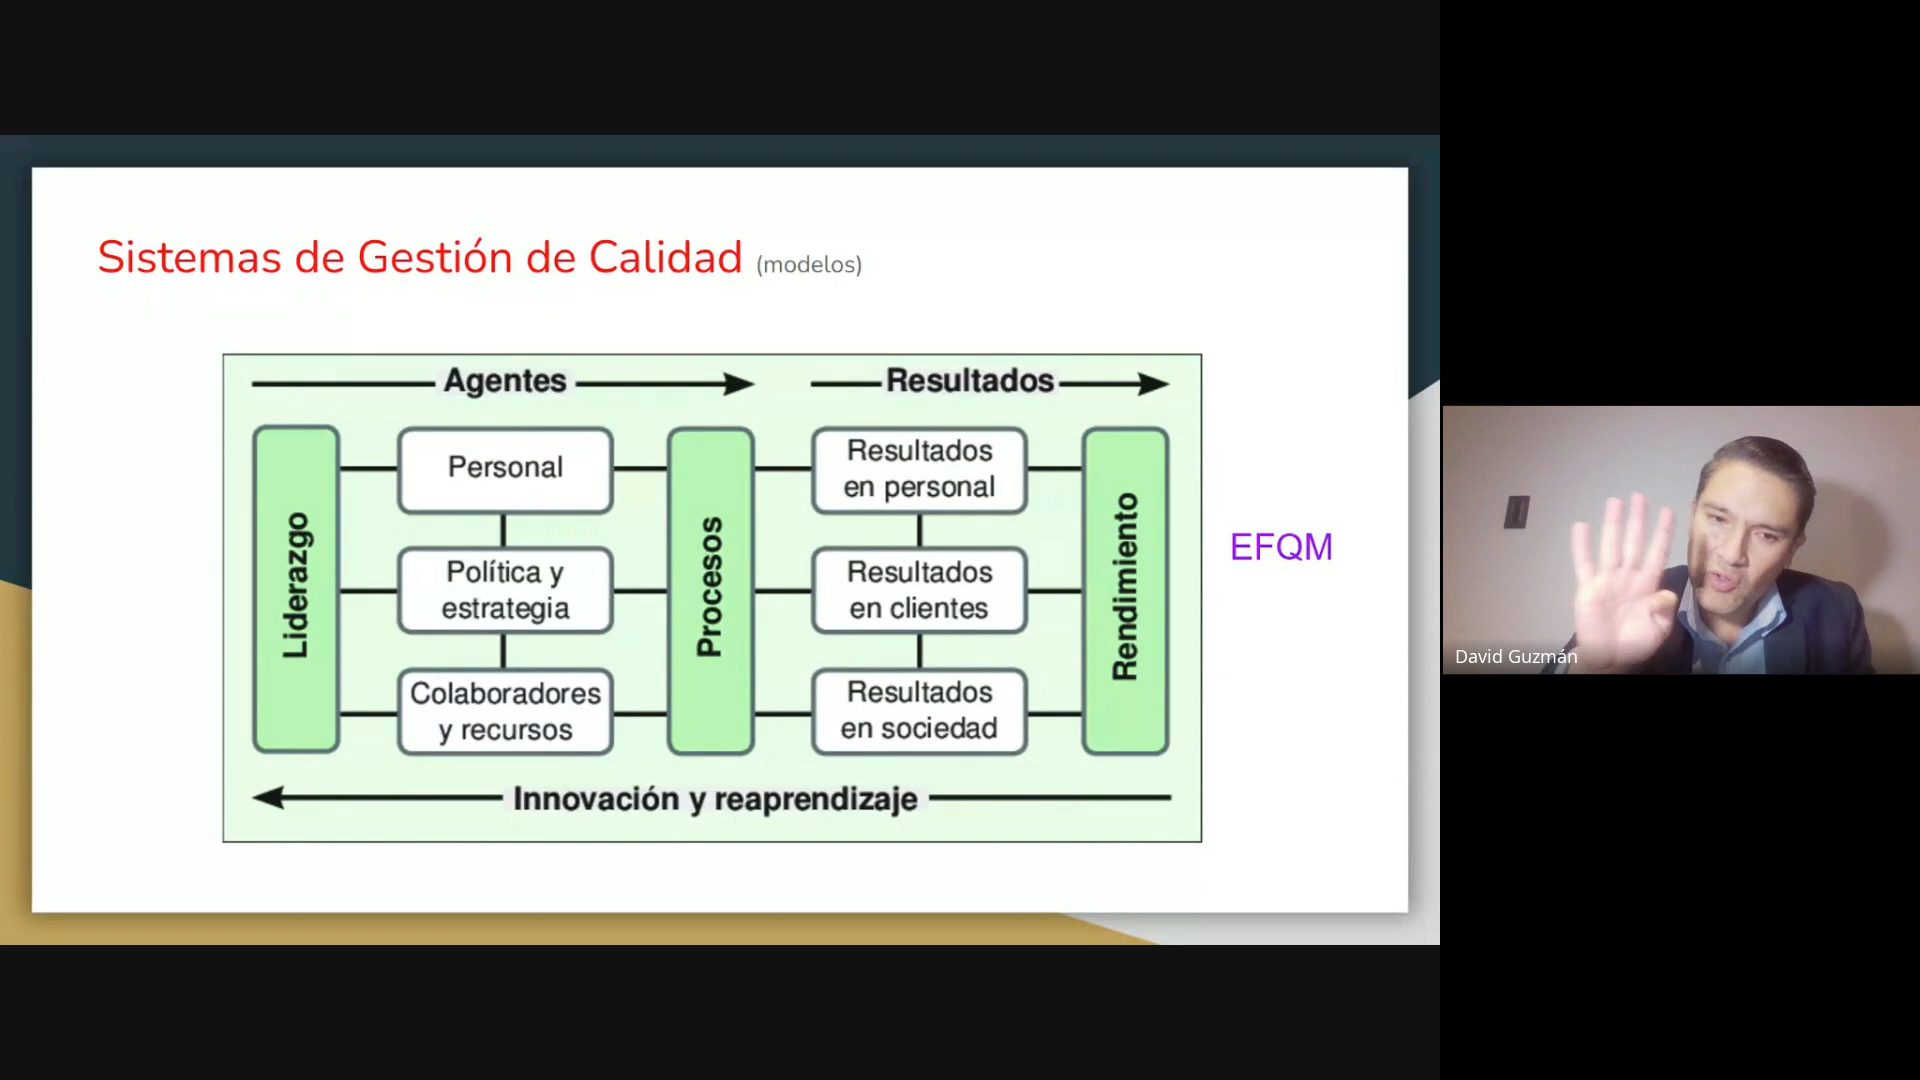 Sistemas de Gestión de Calidad (modelos)
Agentes
Resultados
Liderazgo
Personal
Política y
estrategia
Colaboradores
y recursos
Procesos
Resultados
en personal
Resultados
en clientes
Resultados
en sociedad
Rendimiento
Innovación y reaprendizaje
EFQM
David Guzmán